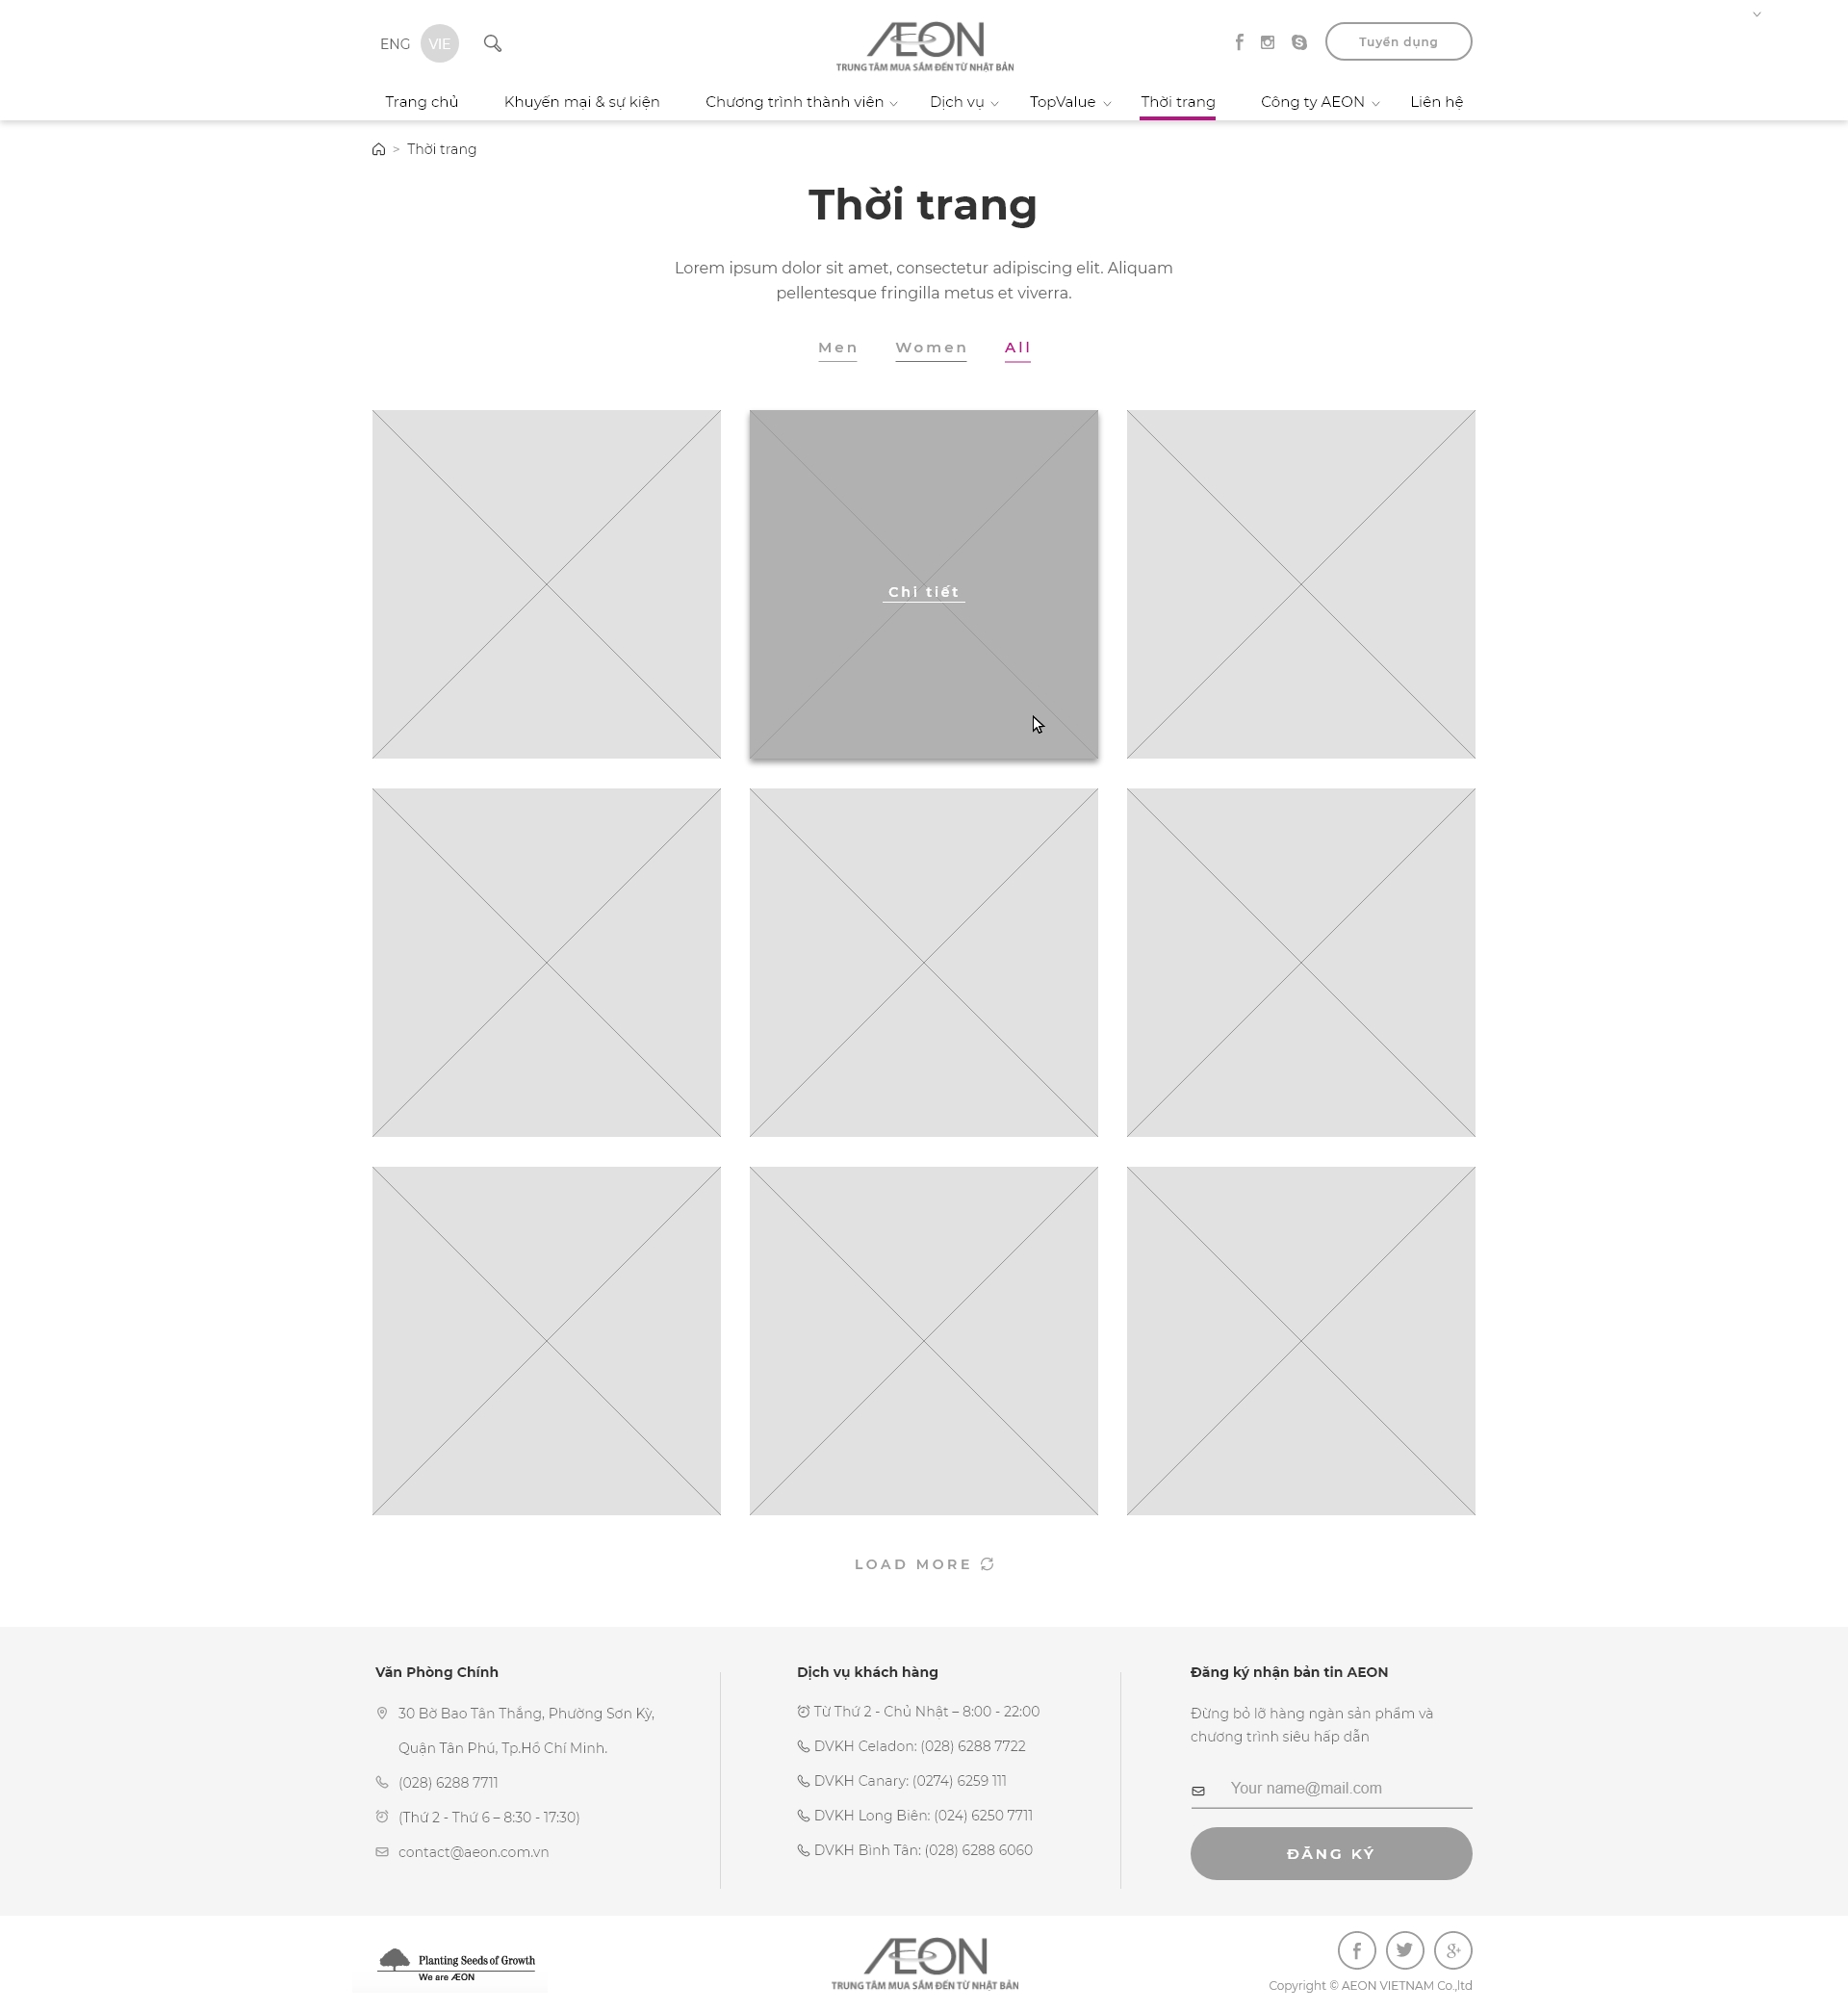 ENG VIE
ÆON
TRUNG TÂM MUA SẮM ĐẾN TỪ NHẬT BẢN
Tuyển dụng
Trang chủ Khuyến mại & sự kiện Chương trình thành viên Dịch vụ TopValue Thời trang Công ty AEON Liên hệ
> Thời trang
Thời trang
Lorem ipsum dolor sit amet, consectetur adipiscing elit. Aliquam
pellentesque fringilla metus et viverra.
Men Women All
Chi tiết
LOAD MORE
Văn Phòng Chính
30 Bờ Bao Tân Thắng, Phường Sơn Kỳ,
Quận Tân Phú, Tp.Hồ Chí Minh.
(028) 6288 7711
(Thứ 2 - Thứ 6 – 8:30 - 17:30)
contact@aeon.com.vn
Dịch vụ khách hàng
Từ Thứ 2 - Chủ Nhật – 8:00 - 22:00
DVKH Celadon: (028) 6288 7722
DVKH Canary: (0274) 6259 111
DVKH Long Biên: (024) 6250 7711
DVKH Bình Tân: (028) 6288 6060
Đăng ký nhận bản tin AEON
Đừng bỏ lỡ hàng ngàn sản phẩm và
chương trình siêu hấp dẫn
Your name@mail.com
ĐĂNG KÝ
Planting Seeds of Growth
We are ÆON
ÆON
TRUNG TÂM MUA SẮM ĐẾN TỪ NHẬT BẢN
Copyright © AEON VIETNAM Co.,ltd